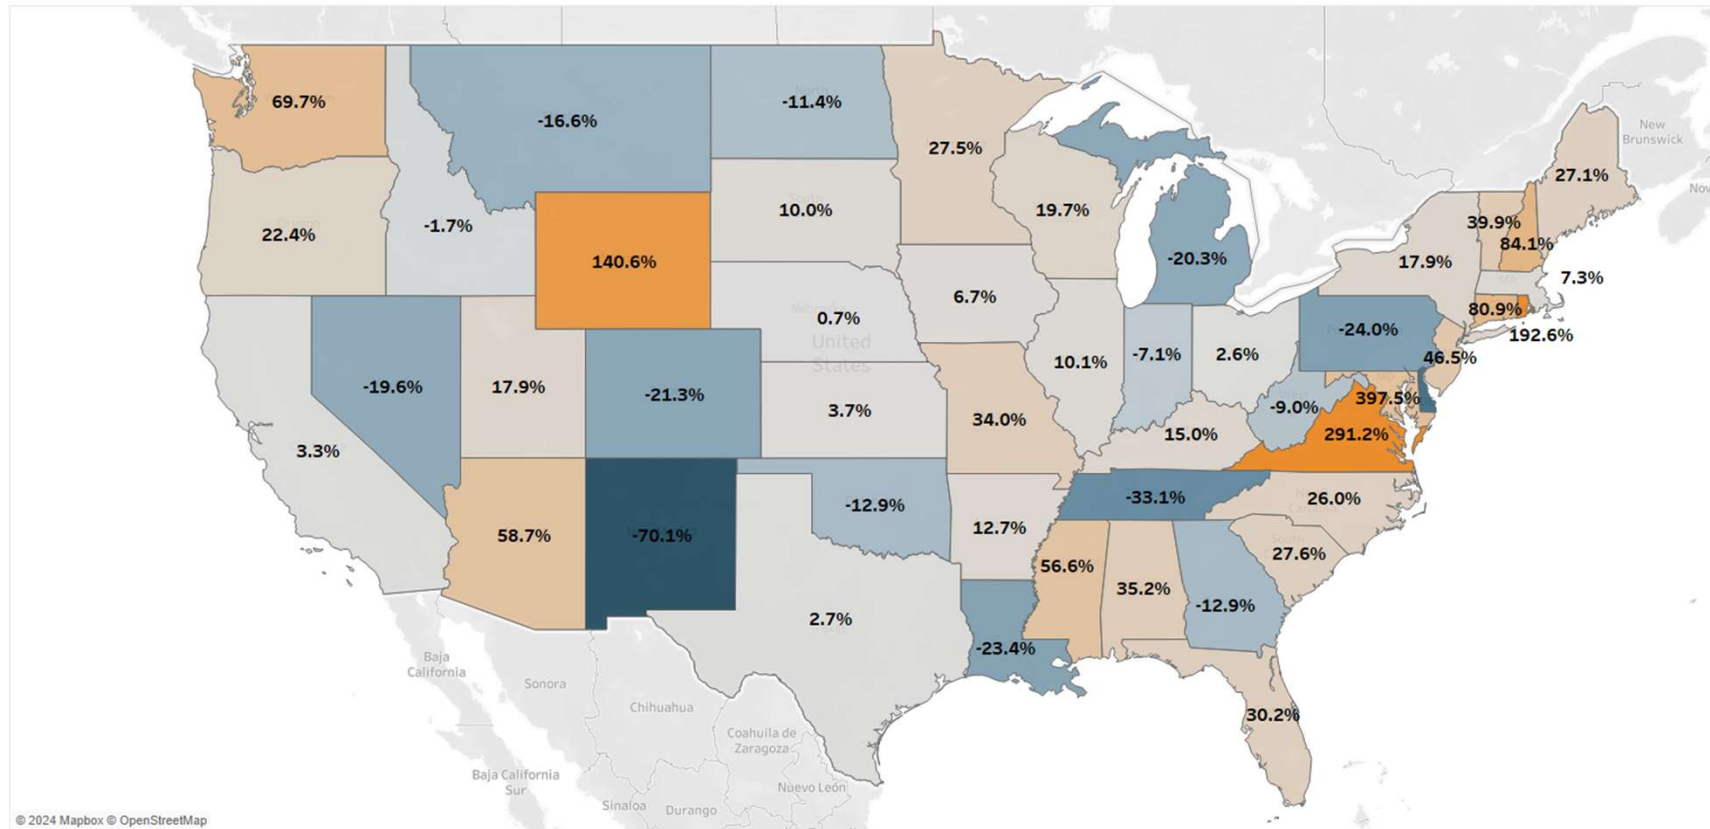 69.7%
-16.6%
-11.4%
27.5%
New
Brunswick
27.1%
22.4%
-1.7%
140.6%
10.0%
19.7%
-20.3%
39.9%
84.1%
17.9%
7.3%
6.7%
0.7%
United
States
-24.0%
80.9%
192.6%
46.5%
-19.6%
17.9%
-21.3%
3.7%
34.0%
10.1%
-7.1%
2.6%
-9.0%
397.5%
291.2%
15.0%
3.3%
58.7%
-70.1%
-12.9%
12.7%
-33.1%
26.0%
56.6%
35.2%
-12.9%
27.6%
2.7%
-23.4%
30.2%
Baja
California
Sonora
Chihuahua
Coahuila de
Zaragoza
Baja California
Sur
Sinaloa
Durango
Nuevo León
© 2024 Mapbox © OpenStreetMap